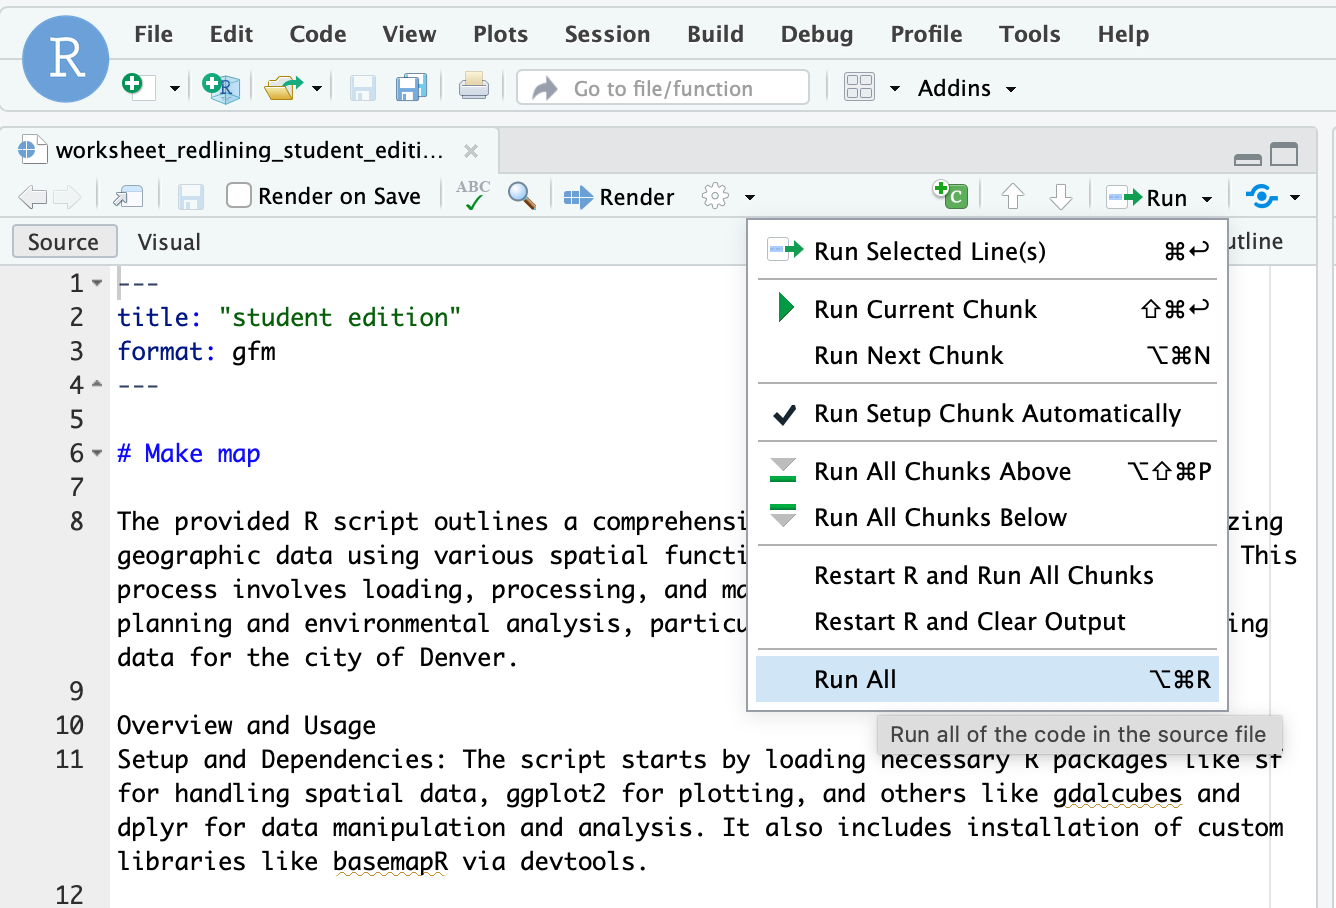 R File Edit Code View Plots Session Build Debug Profile Tools Help
R Go to file/function Addins
worksheet_redlining_student_editi...
Render on Save ABC Render C Run
Source Visual utline
Run Selected Line(s) ⌘↩
Run Current Chunk ⇧⌘↩
Run Next Chunk ⌥⌘N
Run Setup Chunk Automatically
Run All Chunks Above ⌥⇧⌘P
Run All Chunks Below
Restart R and Run All Chunks
Restart R and Clear Output
Run All ⌥⌘R
Run all of the code in the source file
1 ---
2 title: "student edition"
3 format: gfm
4 ---
5
6 # Make map
7
8 The provided R script outlines a comprehensi zing
geographic data using various spatial functi This
process involves loading, processing, and ma
planning and environmental analysis, particu ing
data for the city of Denver.
9
10 Overview and Usage
11 Setup and Dependencies: The script starts by loading necessary R packages like sf
for handling spatial data, ggplot2 for plotting, and others like gdalcubes and
dplyr for data manipulation and analysis. It also includes installation of custom
libraries like basemapR via devtools.
12